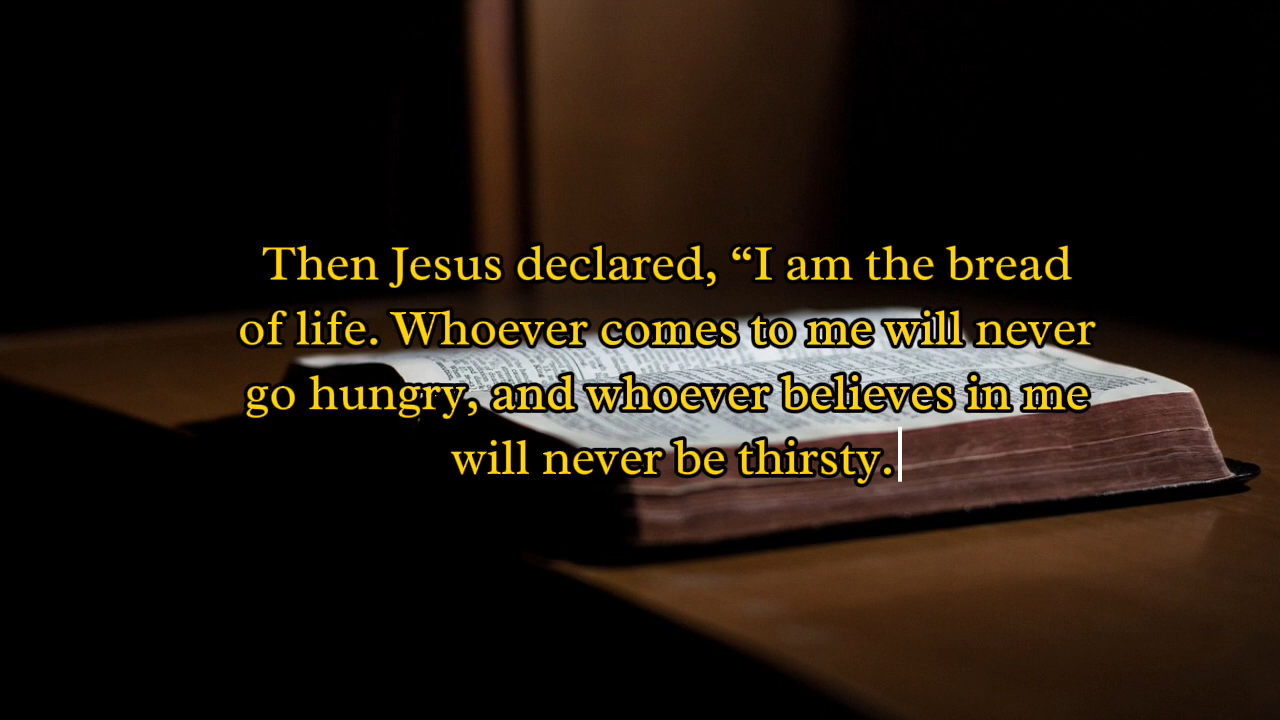 Then Jesus declared, “I am the bread
of life. Whoever comes to me will never
go hungry, and whoever believes in me
will never be thirsty.